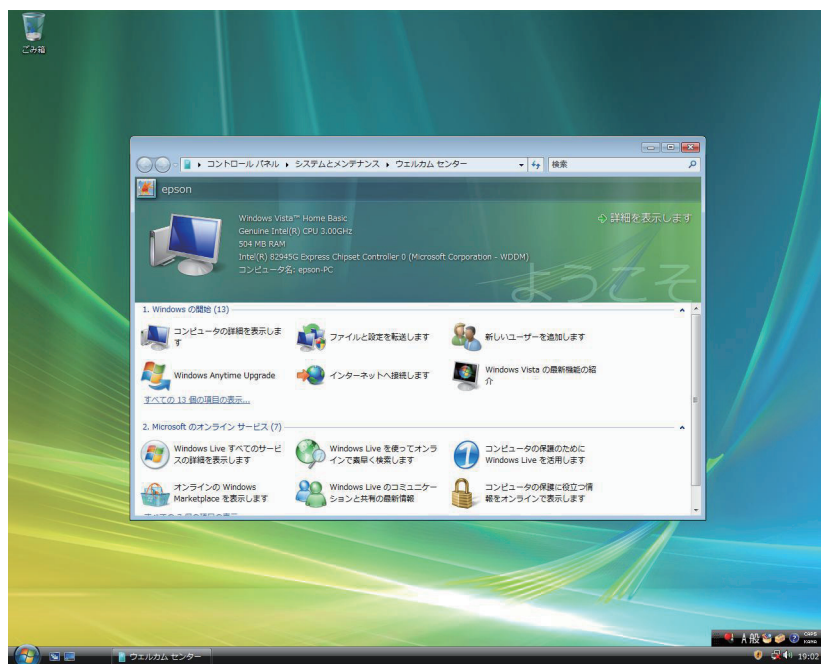 ごみ箱
コントロール パネル ▸ システムとメンテナンス ▸ ウェルカム センター
検索
epson
Windows Vista™ Home Basic
Genuine Intel(R) CPU 3.00GHz
504 MB RAM
Intel(R) 82945G Express Chipset Controller 0 (Microsoft Corporation - WDDM)
コンピュータ名: epson-PC
詳細を表示します
ようこそ
1. Windows の開始 (13)
コンピュータの詳細を表示しま
す
ファイルと設定を転送します
新しいユーザーを追加します
Windows Anytime Upgrade
インターネットへ接続します
Windows Vista の最新機能の紹
介
すべての 13 個の項目の表示...
2. Microsoft のオンライン サービス (7)
Windows Live すべてのサービ
スの詳細を表示します
Windows Live を使ってオンラ
インで素早く検索します
コンピュータの保護のために
Windows Live を活用します
オンラインの Windows
Marketplace を表示します
Windows Live のコミュニケー
ションと共有の最新情報
コンピュータの保護に役立つ情
報をオンラインで表示します
A 般
CAPS
KANA
ウェルカム センター
19:02